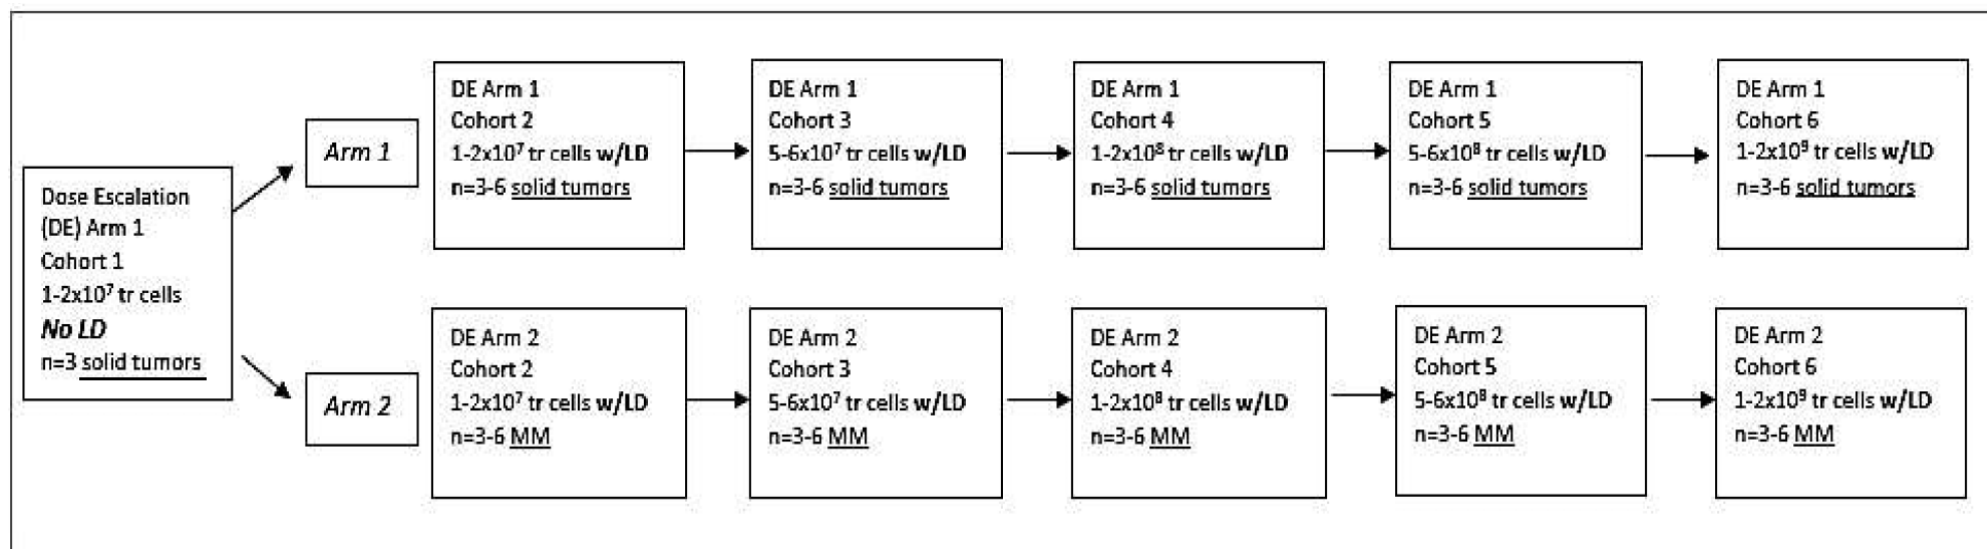 Dose Escalation
(DE) Arm 1
Cohort 1
1-2x10⁷ tr cells
No LD
n=3 solid tumors
Arm 1
DE Arm 1
Cohort 2
1-2x10⁷ tr cells w/LD
n=3-6 solid tumors
DE Arm 1
Cohort 3
5-6x10⁷ tr cells w/LD
n=3-6 solid tumors
DE Arm 1
Cohort 4
1-2x10⁸ tr cells w/LD
n=3-6 solid tumors
DE Arm 1
Cohort 5
5-6x10⁸ tr cells w/LD
n=3-6 solid tumors
DE Arm 1
Cohort 6
1-2x10⁹ tr cells w/LD
n=3-6 solid tumors
Arm 2
DE Arm 2
Cohort 2
1-2x10⁷ tr cells w/LD
n=3-6 MM
DE Arm 2
Cohort 3
5-6x10⁷ tr cells w/LD
n=3-6 MM
DE Arm 2
Cohort 4
1-2x10⁸ tr cells w/LD
n=3-6 MM
DE Arm 2
Cohort 5
5-6x10⁸ tr cells w/LD
n=3-6 MM
DE Arm 2
Cohort 6
1-2x10⁹ tr cells w/LD
n=3-6 MM